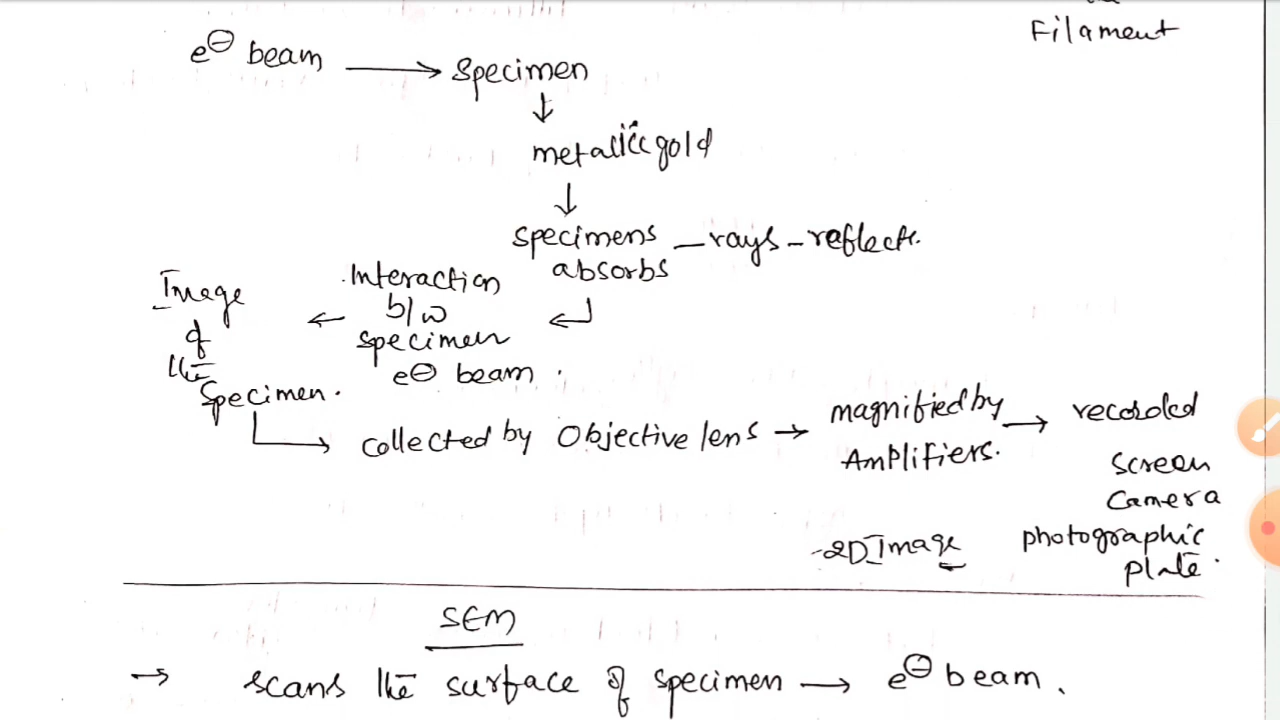 Filament
e⊖ beam → Specimen
↓
metallic gold
↓
specimens – rays – reflect.
absorbs
↵
Interaction
b/w
specimen
e⊖ beam.
←
Image
of
the
Specimen.
↳ collected by Objective lens → magnified by
Amplifiers. → recorded
Screen
Camera
photographic
plate.
- 2D Image
SEM
→ scans the surface of specimen → e⊖ beam.